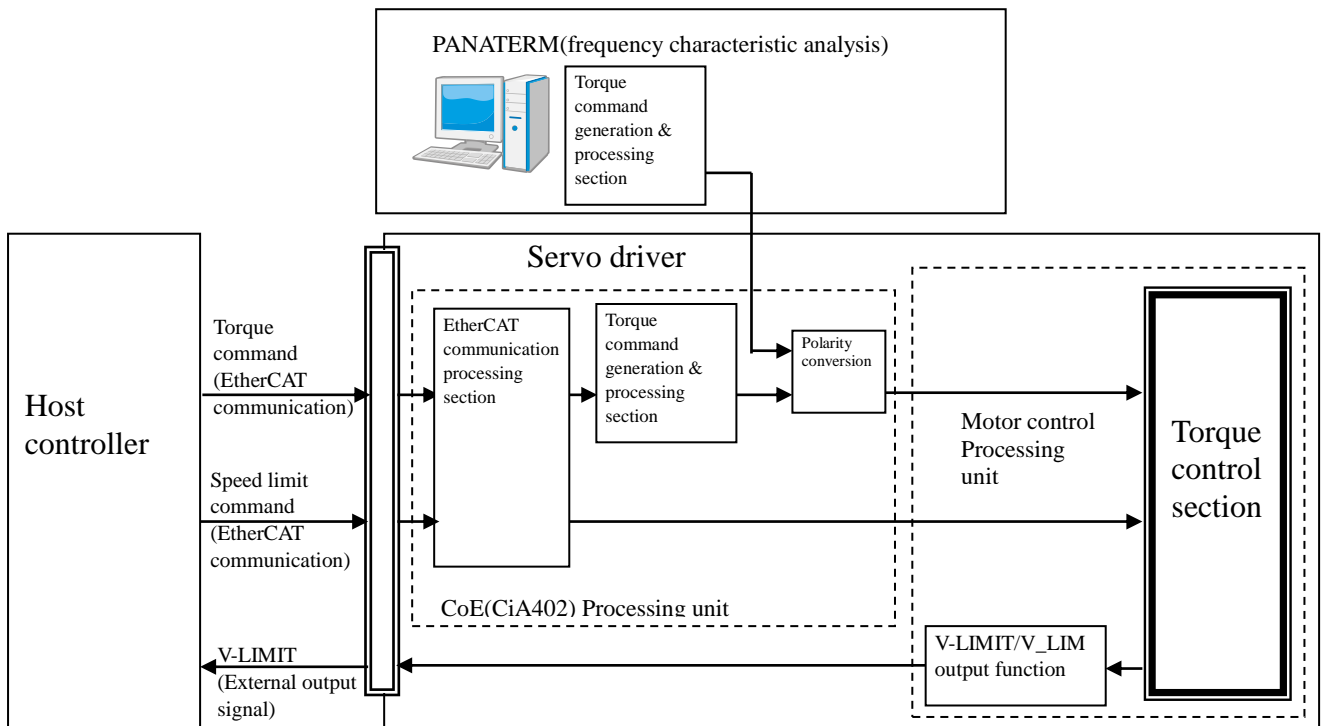 PANATERM(frequency characteristic analysis)
Torque
command
generation &
processing
section
Servo driver
Host
controller
Torque
command
(EtherCAT
communication)
Speed limit
command
(EtherCAT
communication)
V-LIMIT
(External output
signal)
EtherCAT
communication
processing
section
Torque
command
generation &
processing
section
Polarity
conversion
CoE(CiA402) Processing unit
Motor control
Processing
unit
Torque
control
section
V-LIMIT/V_LIM
output function